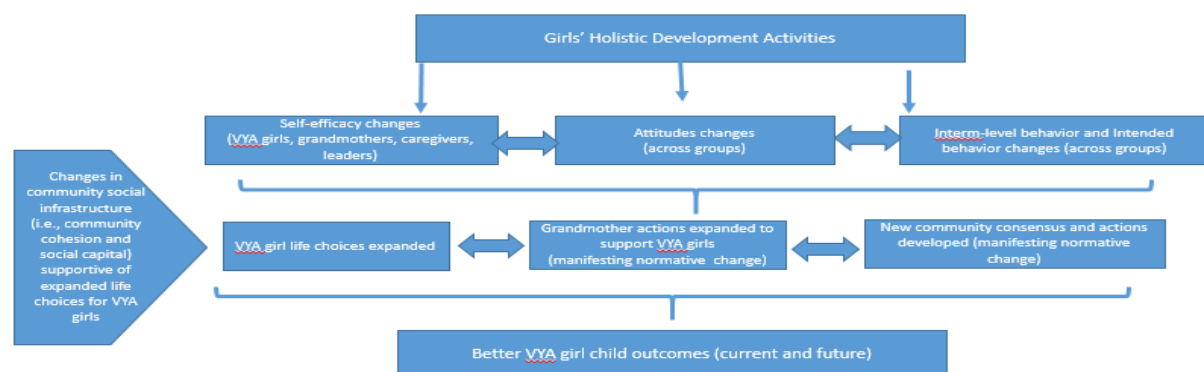 Girls' Holistic Development Activities
Self-efficacy changes
(VYA girls, grandmothers, caregivers,
leaders)
Attitudes changes
(across groups)
Interm-level behavior and Intended
behavior changes (across groups)
Changes in
community social
infrastructure
(i.e., community
cohesion and
social capital)
supportive of
expanded life
choices for VYA
girls
VYA girl life choices expanded
Grandmother actions expanded to
support VYA girls
(manifesting normative change)
New community consensus and actions
developed (manifesting normative
change)
Better VYA girl child outcomes (current and future)